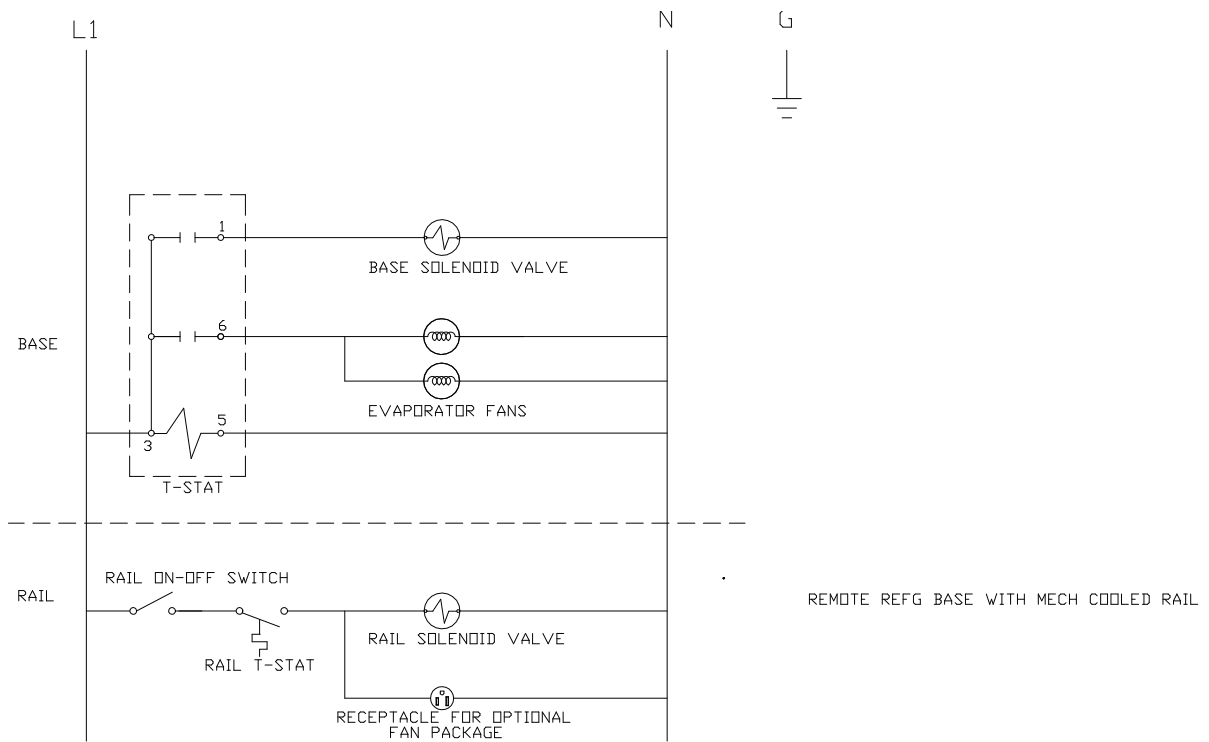 L1
N
G
1
BASE SOLENOID VALVE
6
BASE
EVAPORATOR FANS
5
3
T-STAT
RAIL ON-OFF SWITCH
RAIL
REMOTE REFG BASE WITH MECH COOLED RAIL
RAIL SOLENOID VALVE
RAIL T-STAT
RECEPTACLE FOR OPTIONAL
FAN PACKAGE